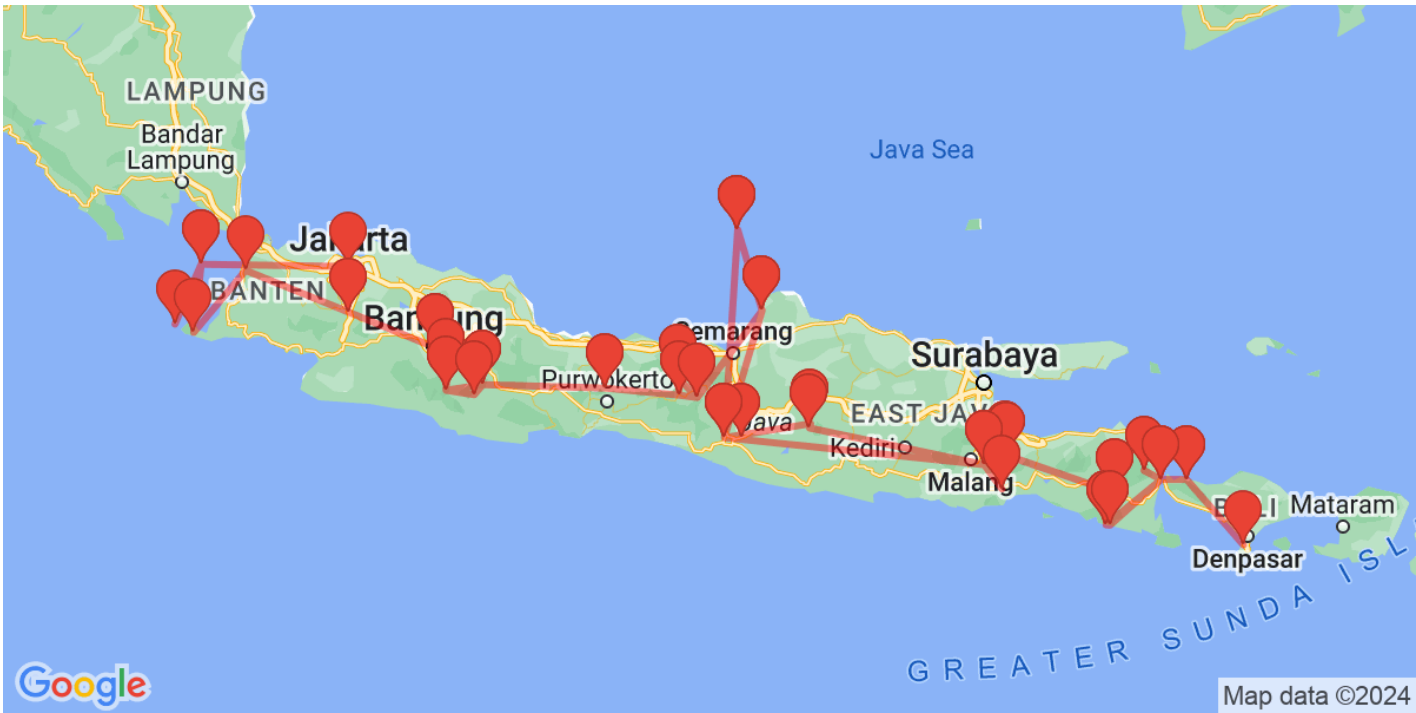 LAMPUNG
Bandar
Lampung
Java Sea
Jakarta
BANTEN
Bandung
Semarang
Surabaya
Purwokerto
EAST JAVA
Java
Kediri
Malang
BALI
Mataram
Denpasar
GREATER SUNDA ISL
Google
Map data ©2024